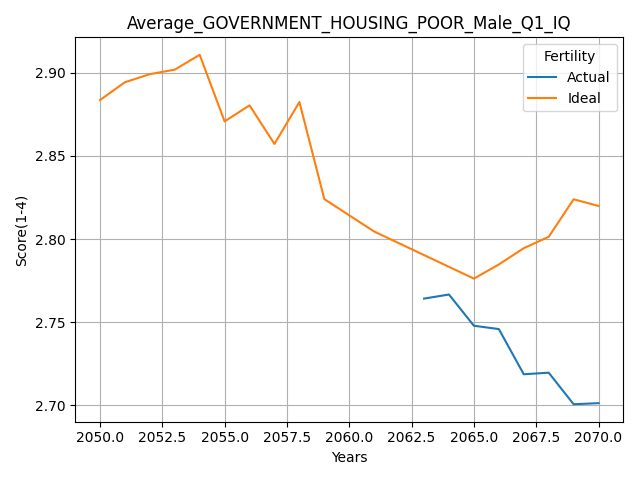 Average_GOVERNMENT_HOUSING_POOR_Male_Q1_IQ
Fertility
Actual
Ideal
Score(1-4)
2.90
2.85
2.80
2.75
2.70
2050.0 2052.5 2055.0 2057.5 2060.0 2062.5 2065.0 2067.5 2070.0
Years